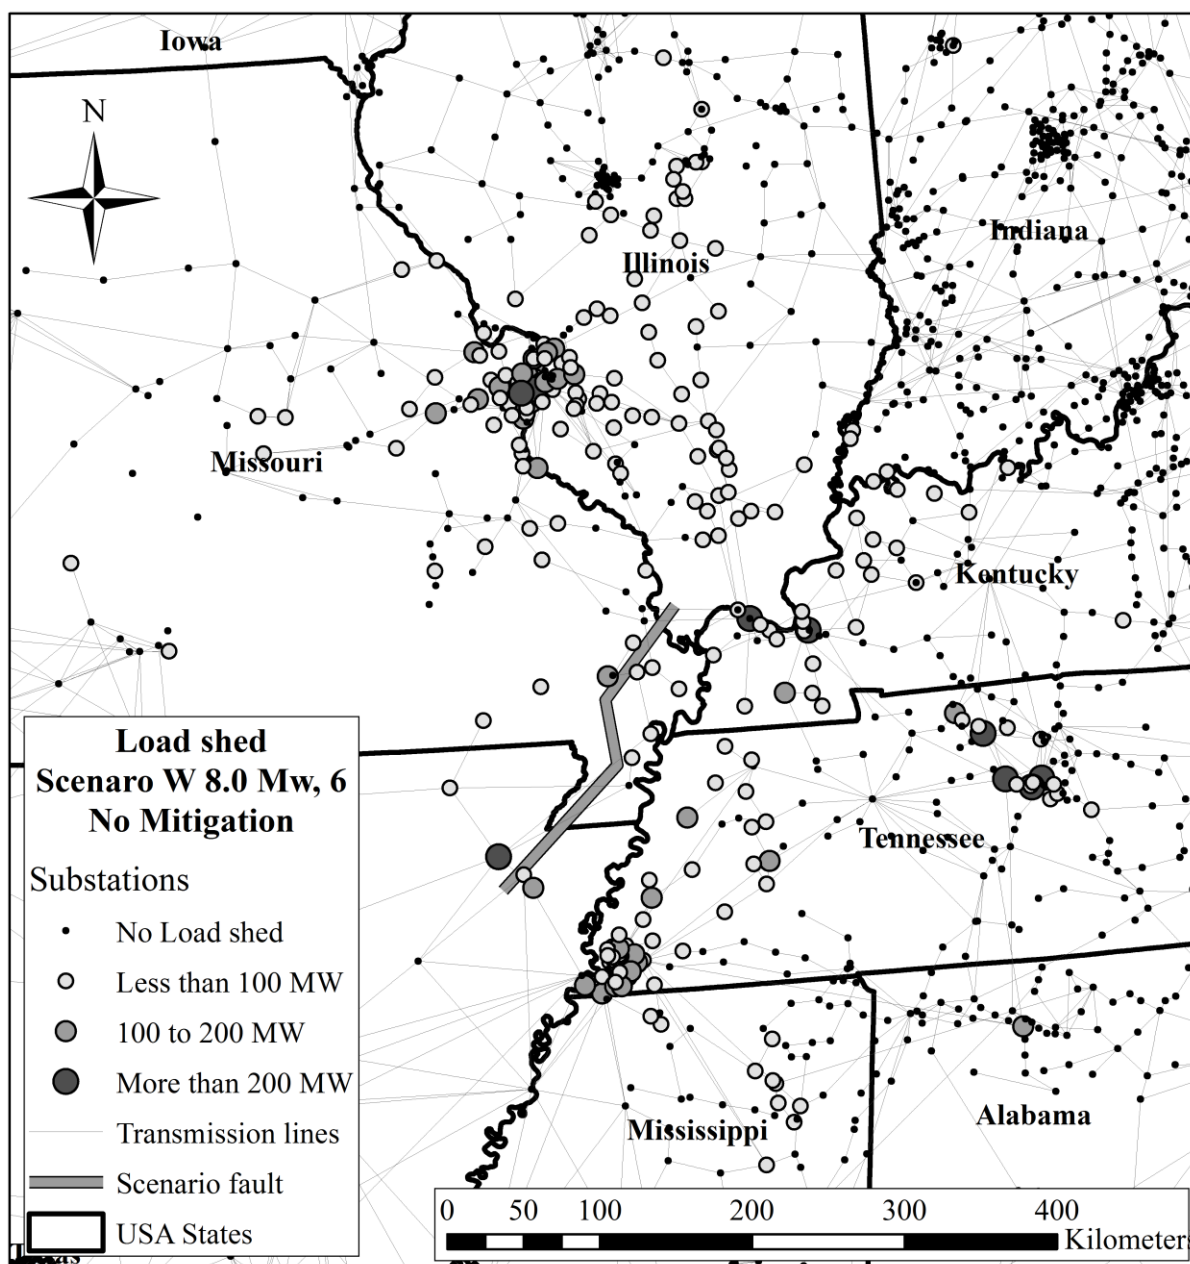 Iowa
N
Indiana
Illinois
Missouri
Kentucky
Load shed
Scenaro W 8.0 Mw, 6
No Mitigation
Substations
No Load shed
Less than 100 MW
100 to 200 MW
More than 200 MW
Transmission lines
Scenario fault
USA States
Tennessee
Mississippi
Alabama
0 50 100 200 300 400
Kilometers